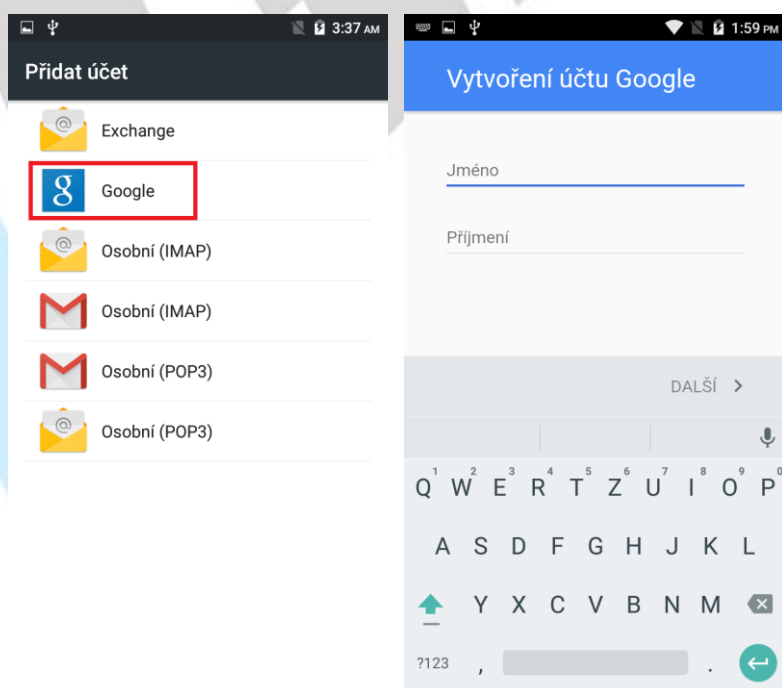 3:37 AM
Přidat účet
Exchange
Google
Osobní (IMAP)
Osobní (IMAP)
Osobní (POP3)
Osobní (POP3)
1:59 PM
Vytvoření účtu Google
Jméno
Příjmení
DALŠÍ >
1 2 3 4 5 6 7 8 9 0
Q W E R T Z U I O P
A S D F G H J K L
Y X C V B N M
?123 , .